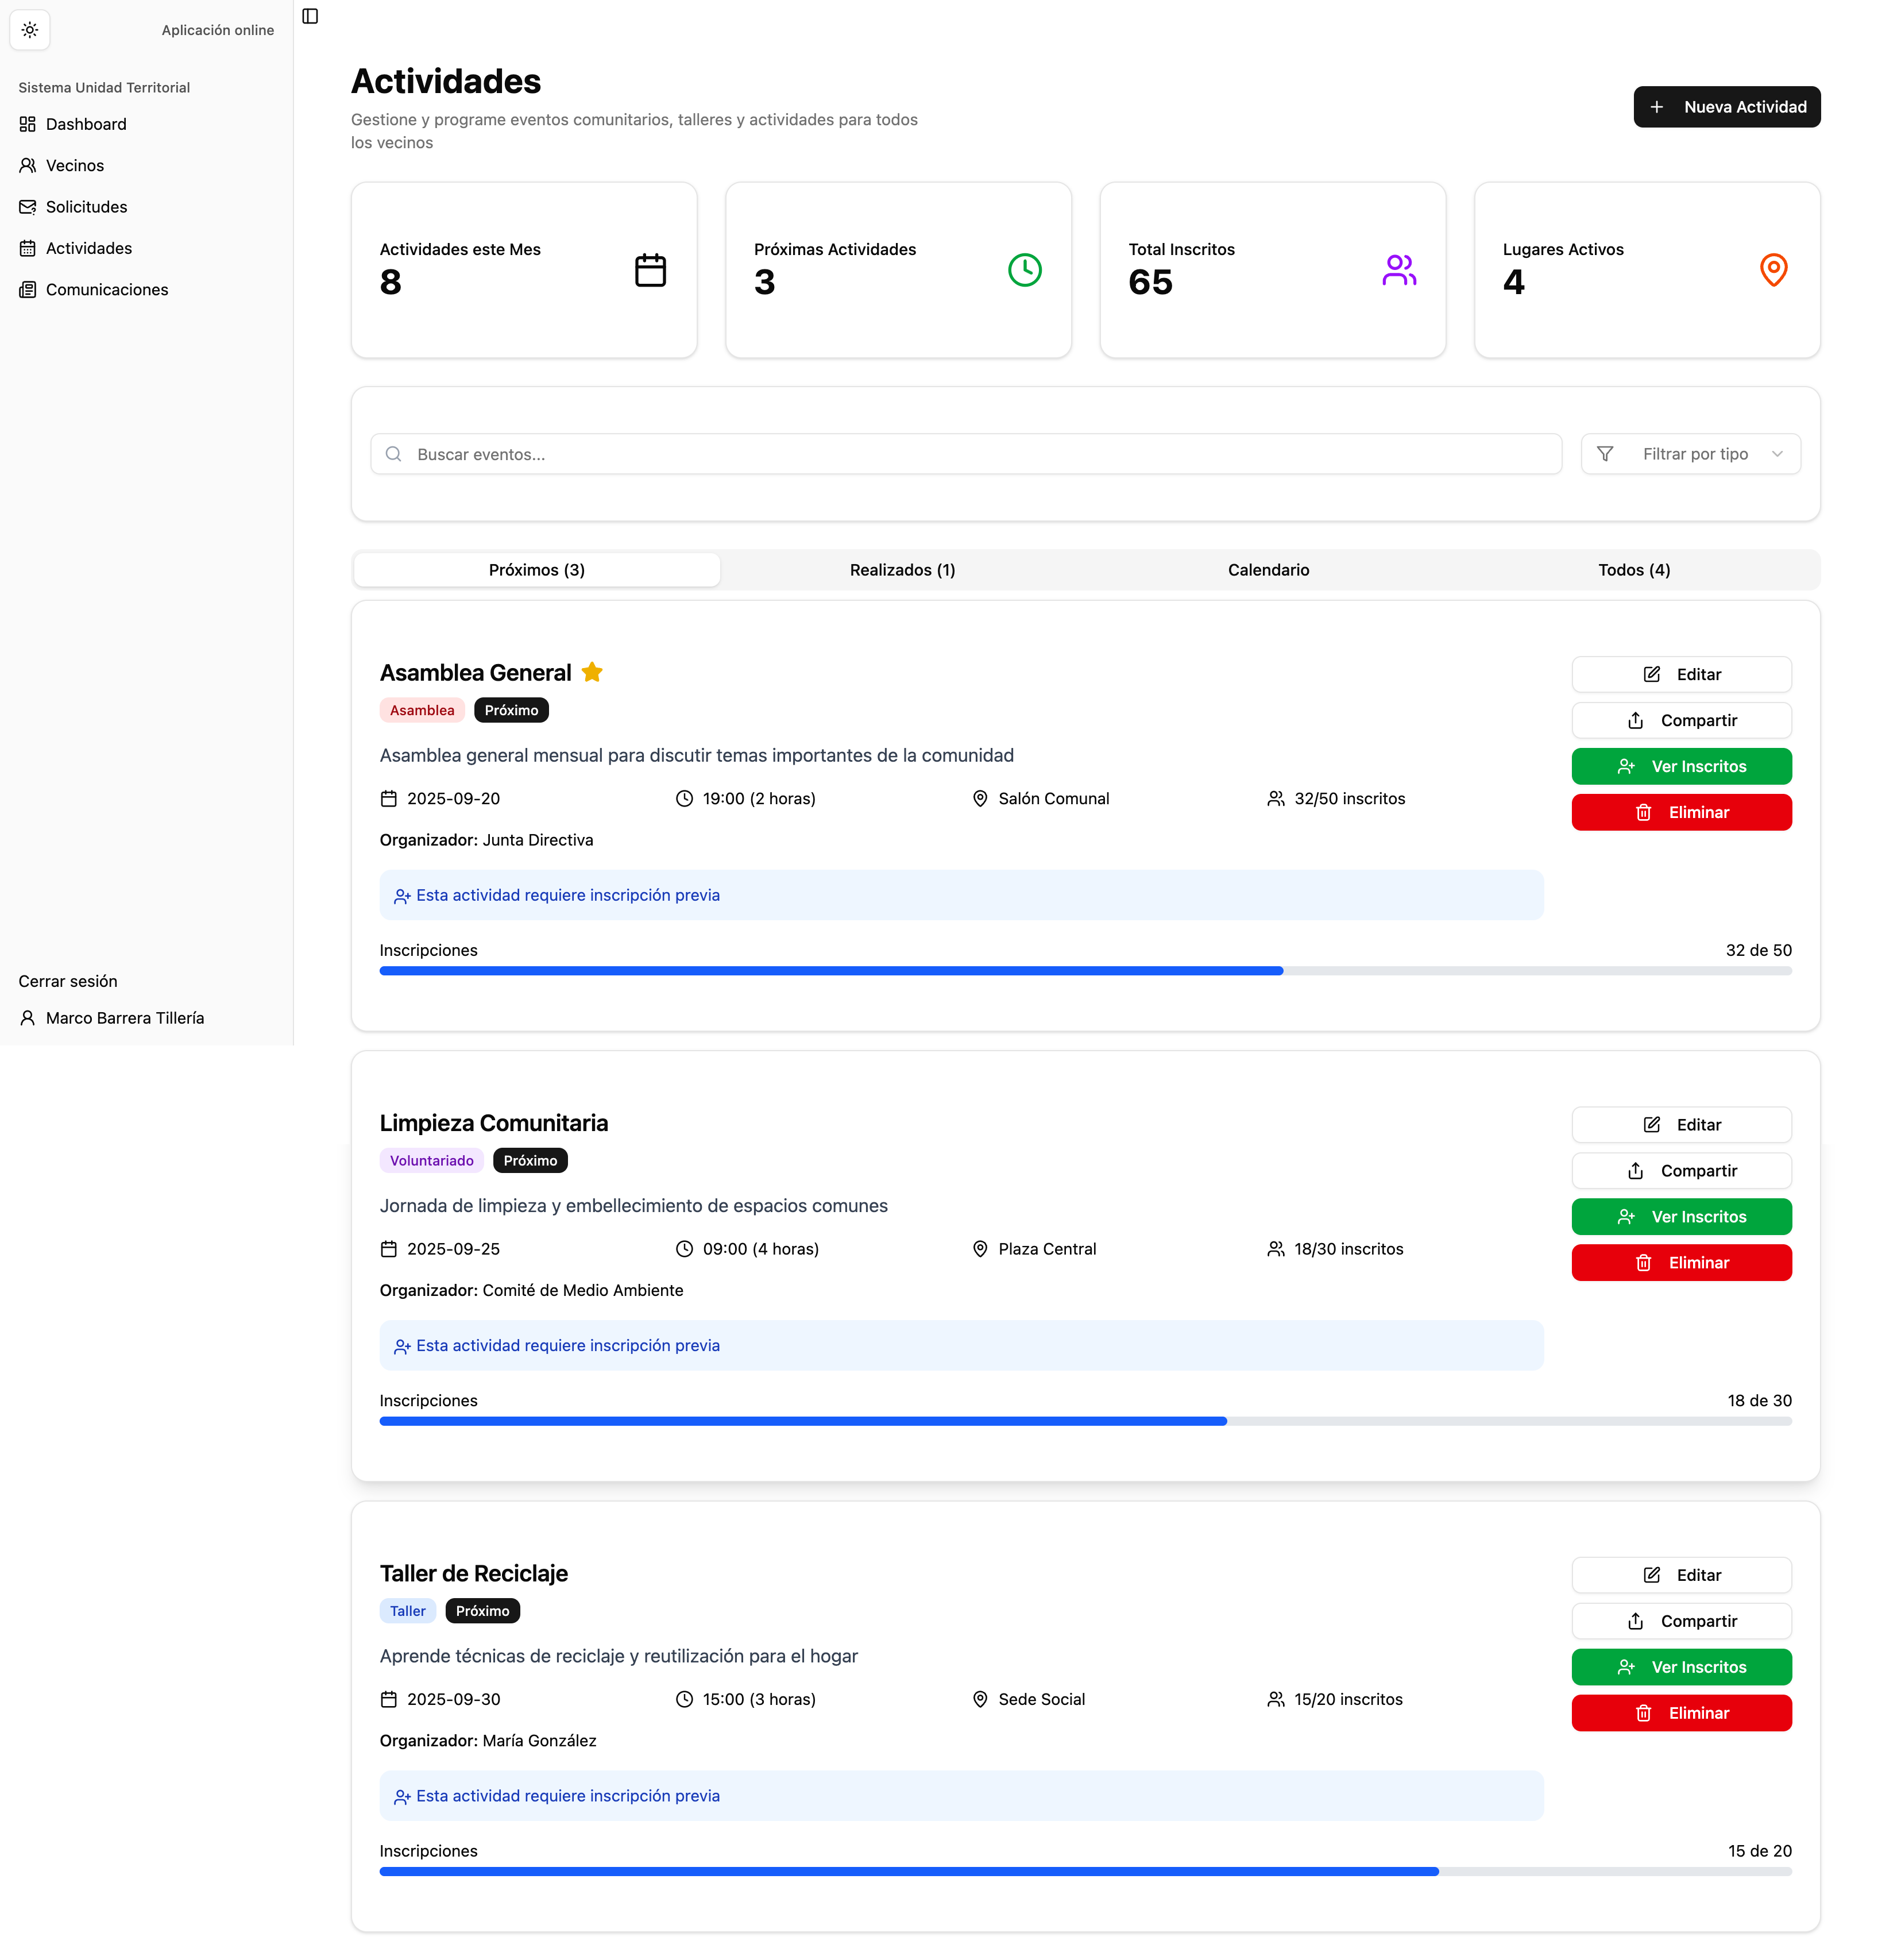 Aplicación online
Sistema Unidad Territorial
Dashboard
Vecinos
Solicitudes
Actividades
Comunicaciones
Cerrar sesión
Marco Barrera Tillería
Actividades
Gestione y programe eventos comunitarios, talleres y actividades para todos
los vecinos
Nueva Actividad
Actividades este Mes
8
Próximas Actividades
3
Total Inscritos
65
Lugares Activos
4
Buscar eventos...
Filtrar por tipo
Próximos (3)
Realizados (1)
Calendario
Todos (4)
Asamblea General
Asamblea
Próximo
Asamblea general mensual para discutir temas importantes de la comunidad
2025-09-20
19:00 (2 horas)
Salón Comunal
32/50 inscritos
Organizador: Junta Directiva
Esta actividad requiere inscripción previa
Inscripciones
32 de 50
Editar
Compartir
Ver Inscritos
Eliminar
Limpieza Comunitaria
Voluntariado
Próximo
Jornada de limpieza y embellecimiento de espacios comunes
2025-09-25
09:00 (4 horas)
Plaza Central
18/30 inscritos
Organizador: Comité de Medio Ambiente
Esta actividad requiere inscripción previa
Inscripciones
18 de 30
Editar
Compartir
Ver Inscritos
Eliminar
Taller de Reciclaje
Taller
Próximo
Aprende técnicas de reciclaje y reutilización para el hogar
2025-09-30
15:00 (3 horas)
Sede Social
15/20 inscritos
Organizador: María González
Esta actividad requiere inscripción previa
Inscripciones
15 de 20
Editar
Compartir
Ver Inscritos
Eliminar